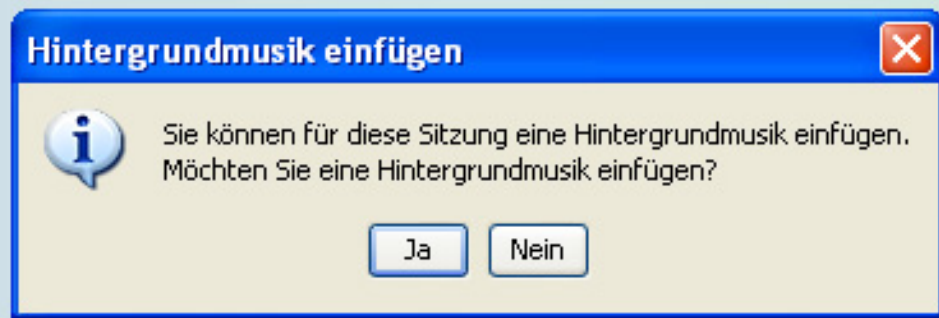 Hintergrundmusik einfügen
Sie können für diese Sitzung eine Hintergrundmusik einfügen.
Möchten Sie eine Hintergrundmusik einfügen?
Ja
Nein